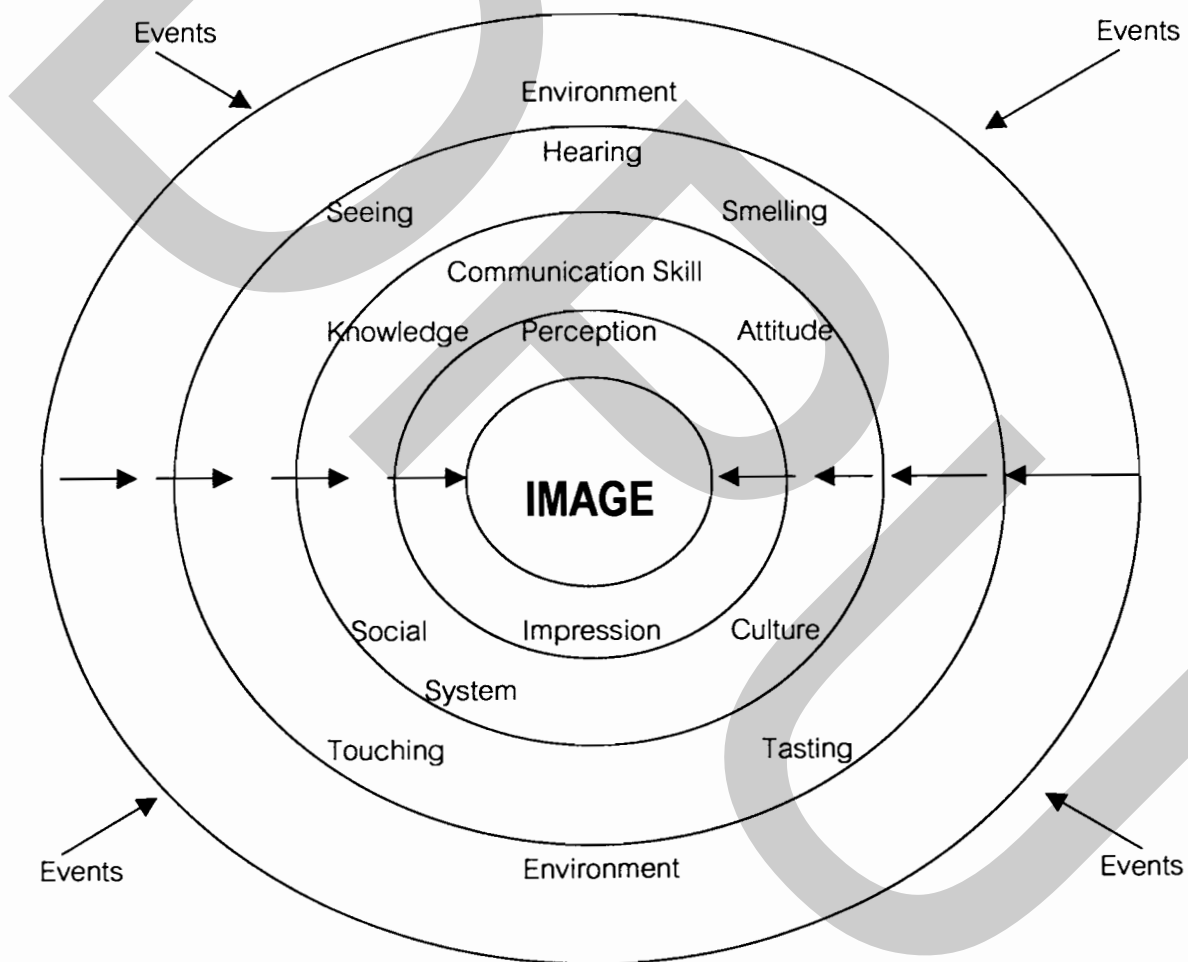 Events
Events
Environment
Hearing
Seeing
Smelling
Communication Skill
Knowledge
Perception
Attitude
IMAGE
Social
Impression
Culture
System
Touching
Tasting
Events
Environment
Events